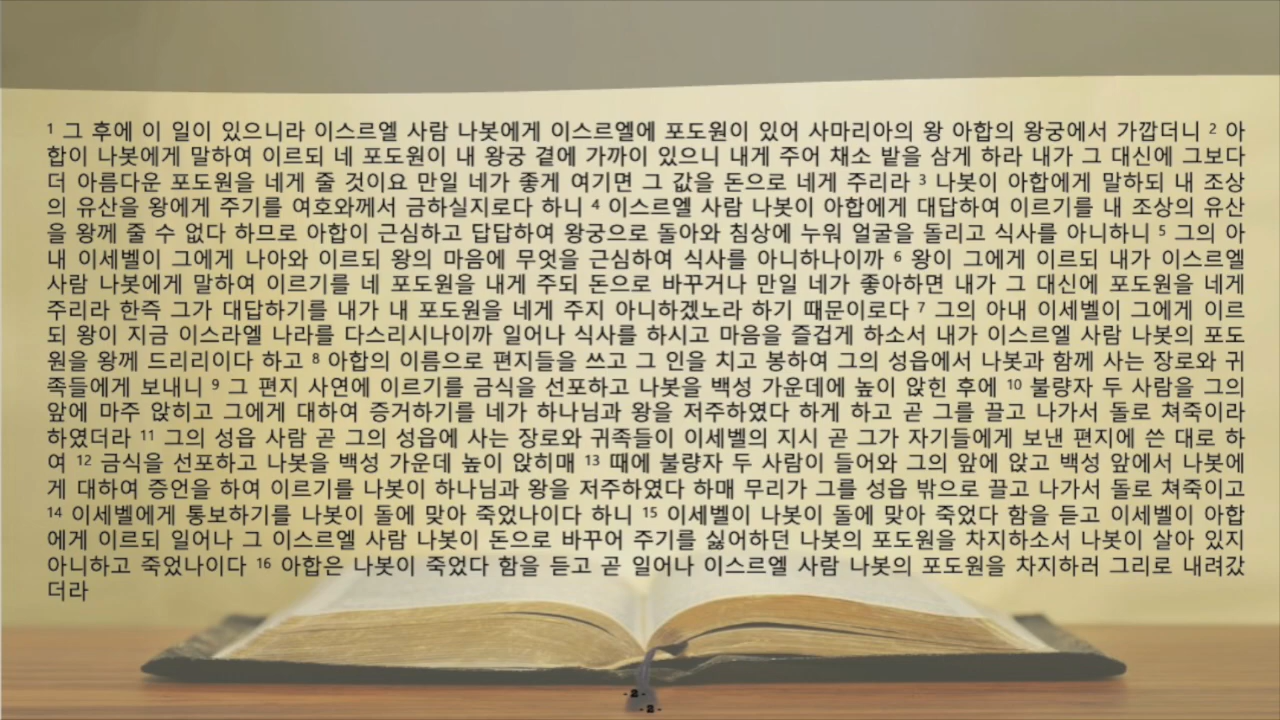 1 그 후에 이 일이 있으니라 이스르엘 사람 나봇에게 이스르엘에 포도원이 있어 사마리아의 왕 아합의 왕궁에서 가깝더니 2 아
합이 나봇에게 말하여 이르되 네 포도원이 내 왕궁 곁에 가까이 있으니 내게 주어 채소 밭을 삼게 하라 내가 그 대신에 그보다
더 아름다운 포도원을 네게 줄 것이요 만일 네가 좋게 여기면 그 값을 돈으로 네게 주리라 3 나봇이 아합에게 말하되 내 조상
의 유산을 왕에게 주기를 여호와께서 금하실지로다 하니 4 이스르엘 사람 나봇이 아합에게 대답하여 이르기를 내 조상의 유산
을 왕께 줄 수 없다 하므로 아합이 근심하고 답답하여 왕궁으로 돌아와 침상에 누워 얼굴을 돌리고 식사를 아니하니 5 그의 아
내 이세벨이 그에게 나아와 이르되 왕의 마음에 무엇을 근심하여 식사를 아니하나이까 6 왕이 그에게 이르되 내가 이스르엘
사람 나봇에게 말하여 이르기를 네 포도원을 내게 주되 돈으로 바꾸거나 만일 네가 좋아하면 내가 그 대신에 포도원을 네게
주리라 한즉 그가 대답하기를 내가 내 포도원을 네게 주지 아니하겠노라 하기 때문이로다 7 그의 아내 이세벨이 그에게 이르
되 왕이 지금 이스라엘 나라를 다스리시나이까 일어나 식사를 하시고 마음을 즐겁게 하소서 내가 이스르엘 사람 나봇의 포도
원을 왕께 드리리이다 하고 8 아합의 이름으로 편지들을 쓰고 그 인을 치고 봉하여 그의 성읍에서 나봇과 함께 사는 장로와 귀
족들에게 보내니 9 그 편지 사연에 이르기를 금식을 선포하고 나봇을 백성 가운데에 높이 앉힌 후에 10 불량자 두 사람을 그의
앞에 마주 앉히고 그에게 대하여 증거하기를 네가 하나님과 왕을 저주하였다 하게 하고 곧 그를 끌고 나가서 돌로 쳐죽이라
하였더라 11 그의 성읍 사람 곧 그의 성읍에 사는 장로와 귀족들이 이세벨의 지시 곧 그가 자기들에게 보낸 편지에 쓴 대로 하
여 12 금식을 선포하고 나봇을 백성 가운데 높이 앉히매 13 때에 불량자 두 사람이 들어와 그의 앞에 앉고 백성 앞에서 나봇에
게 대하여 증언을 하여 이르기를 나봇이 하나님과 왕을 저주하였다 하매 무리가 그를 성읍 밖으로 끌고 나가서 돌로 쳐죽이고
14 이세벨에게 통보하기를 나봇이 돌에 맞아 죽었나이다 하니 15 이세벨이 나봇이 돌에 맞아 죽었다 함을 듣고 이세벨이 아합
에게 이르되 일어나 그 이스르엘 사람 나봇이 돈으로 바꾸어 주기를 싫어하던 나봇의 포도원을 차지하소서 나봇이 살아 있지
아니하고 죽었나이다 16 아합은 나봇이 죽었다 함을 듣고 곧 일어나 이스르엘 사람 나봇의 포도원을 차지하러 그리로 내려갔
더라
- 2 -
- 2 -